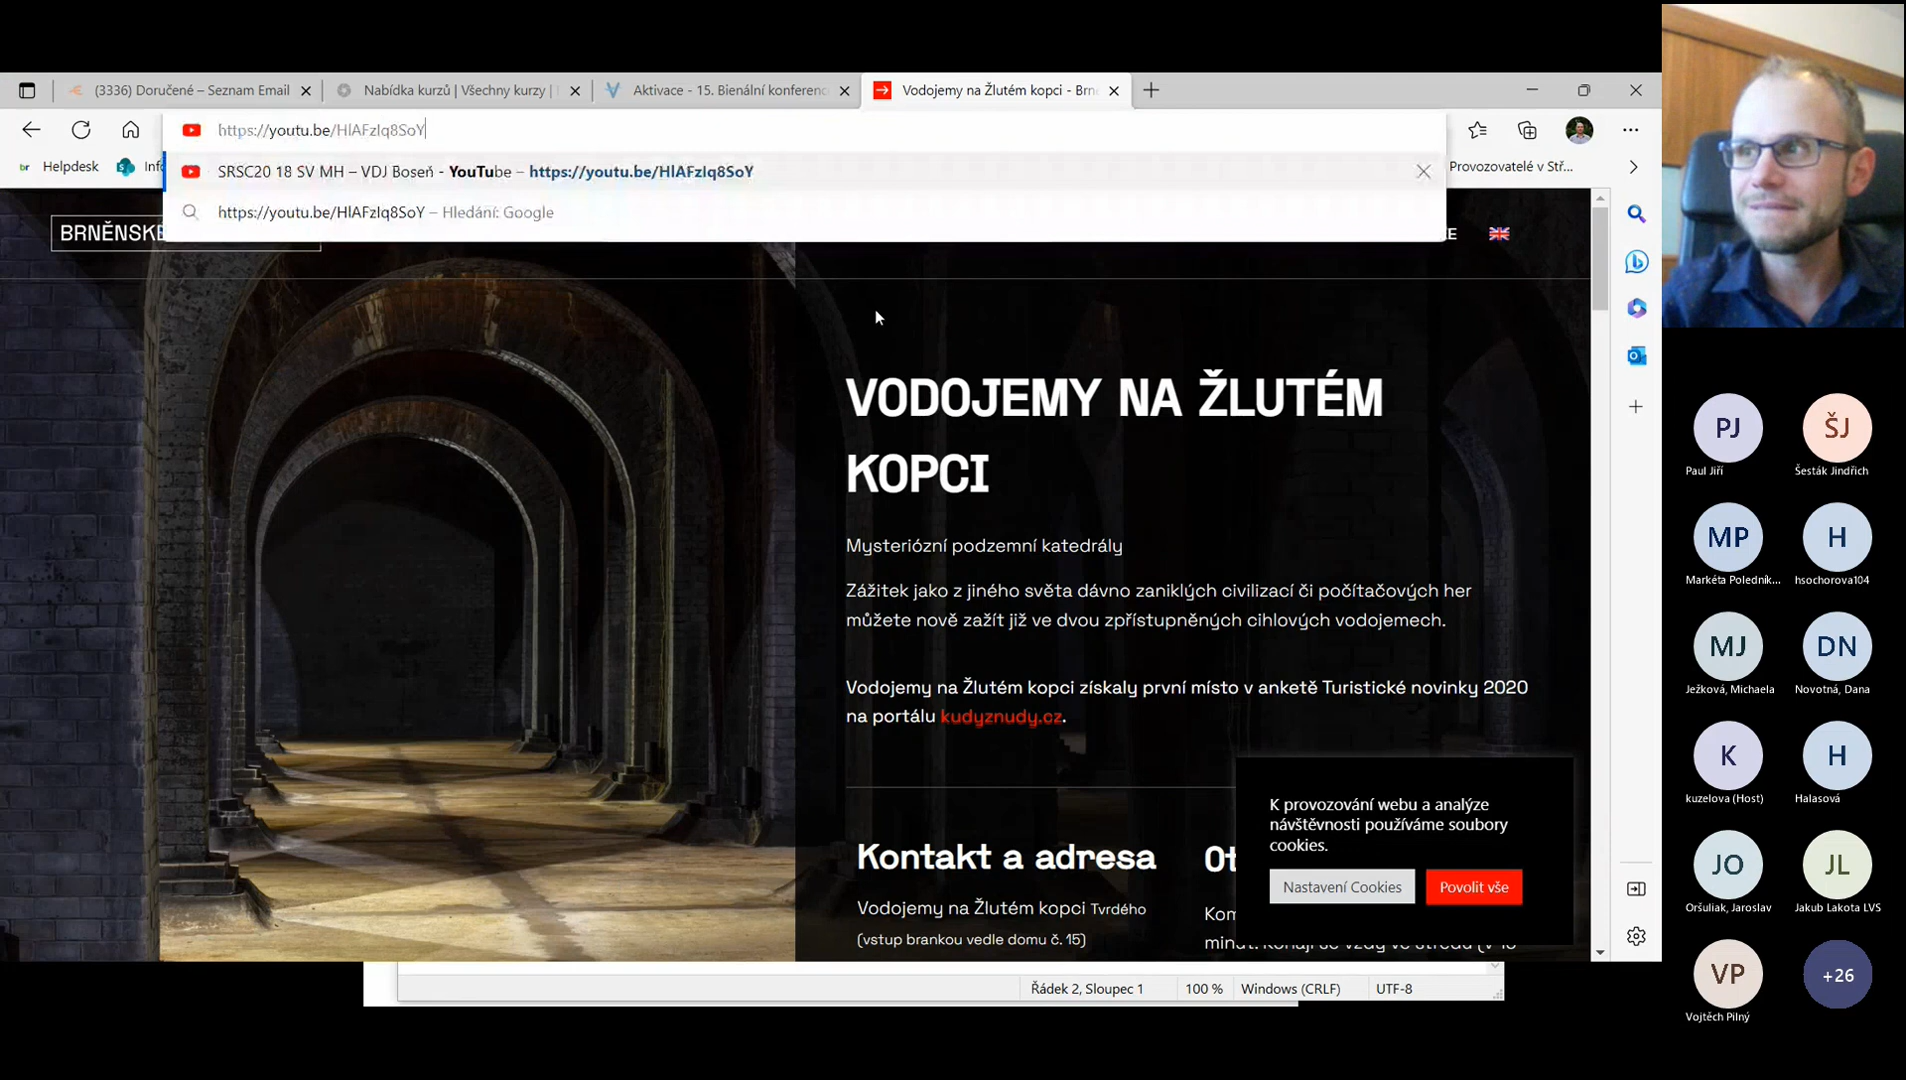 (3336) Doručené – Seznam Email
Nabídka kurzů | Všechny kurzy |
Aktivace - 15. Bienální konferenc
Vodojemy na Žlutém kopci - Brn
https://youtu.be/HlAFzIq8SoY
Helpdesk
Provozovatelé v Stř...
SRSC20 18 SV MH – VDJ Boseň - YouTube – https://youtu.be/HlAFzIq8SoY
https://youtu.be/HlAFzIq8SoY – Hledání: Google
BRNĚNSKÉ
VODOJEMY NA ŽLUTÉM
KOPCI
Mysteriózní podzemní katedrály
Zážitek jako z jiného světa dávno zaniklých civilizací či počítačových her
můžete nově zažít již ve dvou zpřístupněných cihlových vodojemech.
Vodojemy na Žlutém kopci získaly první místo v anketě Turistické novinky 2020
na portálu kudyznudy.cz.
Kontakt a adresa
Vodojemy na Žlutém kopci Tvrdého
(vstup brankou vedle domu č. 15)
K provozování webu a analýze
návštěvnosti používáme soubory
cookies.
Nastavení Cookies
Povolit vše
Řádek 2, Sloupec 1
100 %
Windows (CRLF)
UTF-8
PJ
Paul Jiří
ŠJ
Šesták Jindřich
MP
Markéta Poledník...
H
hsochorova104
MJ
Ježková, Michaela
DN
Novotná, Dana
K
kuzelova (Host)
H
Halasová
JO
Oršuliak, Jaroslav
JL
Jakub Lakota LVS
VP
Vojtěch Pilný
+26